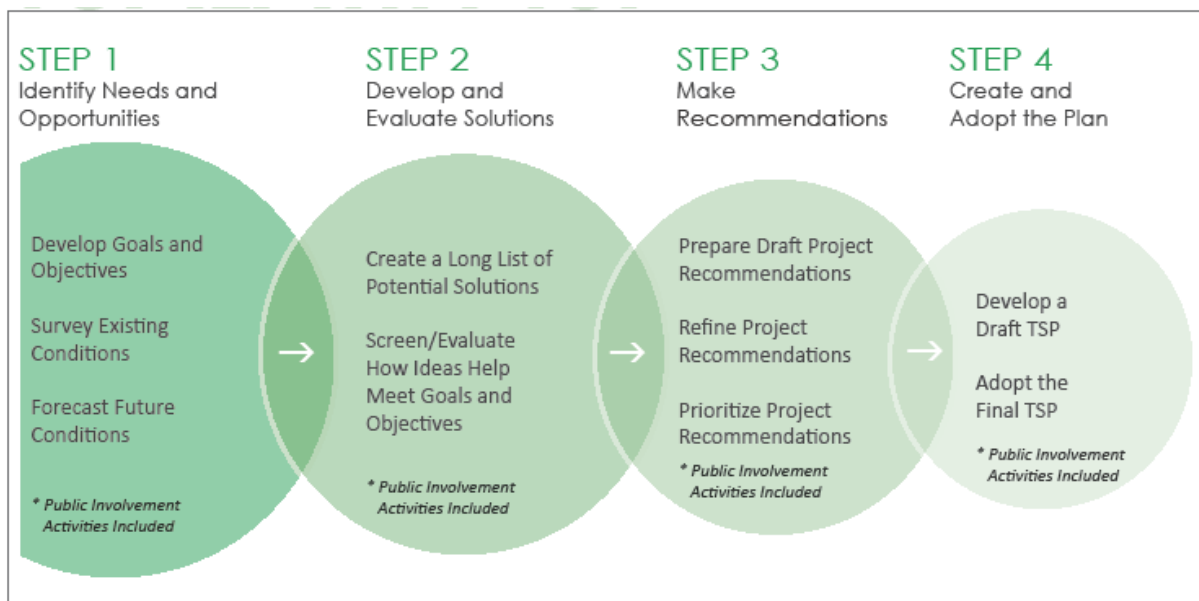 STEP 1
Identify Needs and
Opportunities
Develop Goals and
Objectives
Survey Existing
Conditions
Forecast Future
Conditions
* Public Involvement
Activities Included
STEP 2
Develop and
Evaluate Solutions
Create a Long List of
Potential Solutions
Screen/Evaluate
How Ideas Help
Meet Goals and
Objectives
* Public Involvement
Activities Included
STEP 3
Make
Recommendations
Prepare Draft Project
Recommendations
Refine Project
Recommendations
Prioritize Project
Recommendations
* Public Involvement
Activities Included
STEP 4
Create and
Adopt the Plan
Develop a
Draft TSP
Adopt the
Final TSP
* Public Involvement
Activities Included